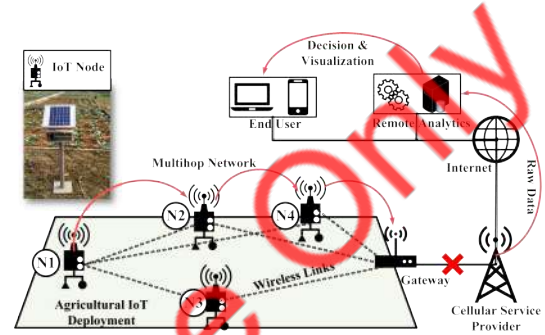 Decision &
Visualization
IoT Node
End User
Remote Analytics
Internet
Raw Data
Multihop Network
N1
N2
N4
N3
Wireless Links
Gateway
Agricultural IoT
Deployment
Cellular Service
Provider
Only